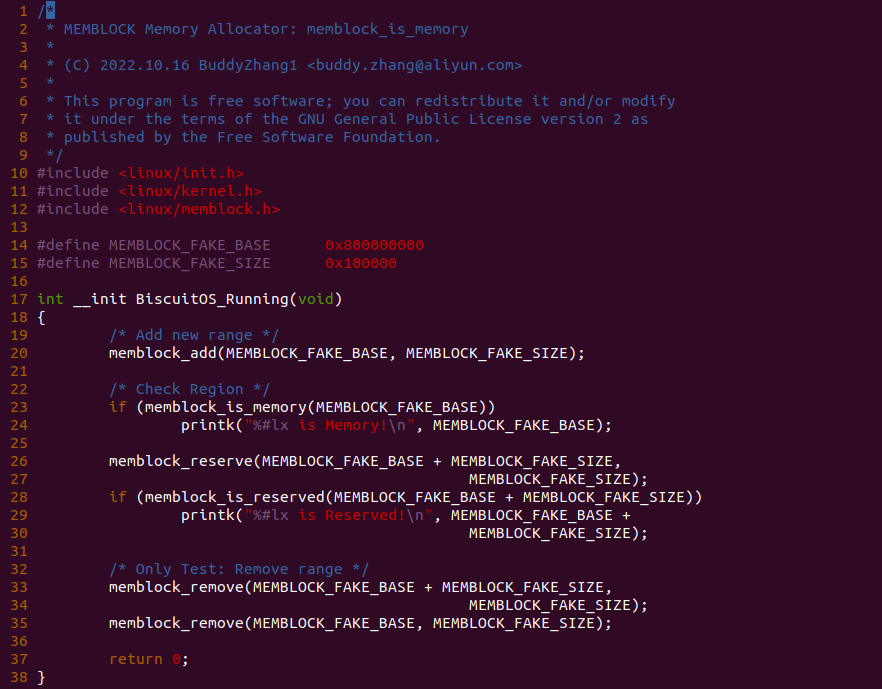 1 /*
2  * MEMBLOCK Memory Allocator: memblock_is_memory
3  *
4  * (C) 2022.10.16 BuddyZhang1 <buddy.zhang@aliyun.com>
5  *
6  * This program is free software; you can redistribute it and/or modify
7  * it under the terms of the GNU General Public License version 2 as
8  * published by the Free Software Foundation.
9  */
10 #include <linux/init.h>
11 #include <linux/kernel.h>
12 #include <linux/memblock.h>
13
14 #define MEMBLOCK_FAKE_BASE      0x800000000
15 #define MEMBLOCK_FAKE_SIZE      0x100000
16
17 int __init BiscuitOS_Running(void)
18 {
19         /* Add new range */
20         memblock_add(MEMBLOCK_FAKE_BASE, MEMBLOCK_FAKE_SIZE);
21
22         /* Check Region */
23         if (memblock_is_memory(MEMBLOCK_FAKE_BASE))
24                 printk("%#lx is Memory!\n", MEMBLOCK_FAKE_BASE);
25
26         memblock_reserve(MEMBLOCK_FAKE_BASE + MEMBLOCK_FAKE_SIZE,
27                                                 MEMBLOCK_FAKE_SIZE);
28         if (memblock_is_reserved(MEMBLOCK_FAKE_BASE + MEMBLOCK_FAKE_SIZE))
29                 printk("%#lx is Reserved!\n", MEMBLOCK_FAKE_BASE +
30                                                 MEMBLOCK_FAKE_SIZE);
31
32         /* Only Test: Remove range */
33         memblock_remove(MEMBLOCK_FAKE_BASE + MEMBLOCK_FAKE_SIZE,
34                                                 MEMBLOCK_FAKE_SIZE);
35         memblock_remove(MEMBLOCK_FAKE_BASE, MEMBLOCK_FAKE_SIZE);
36
37         return 0;
38 }